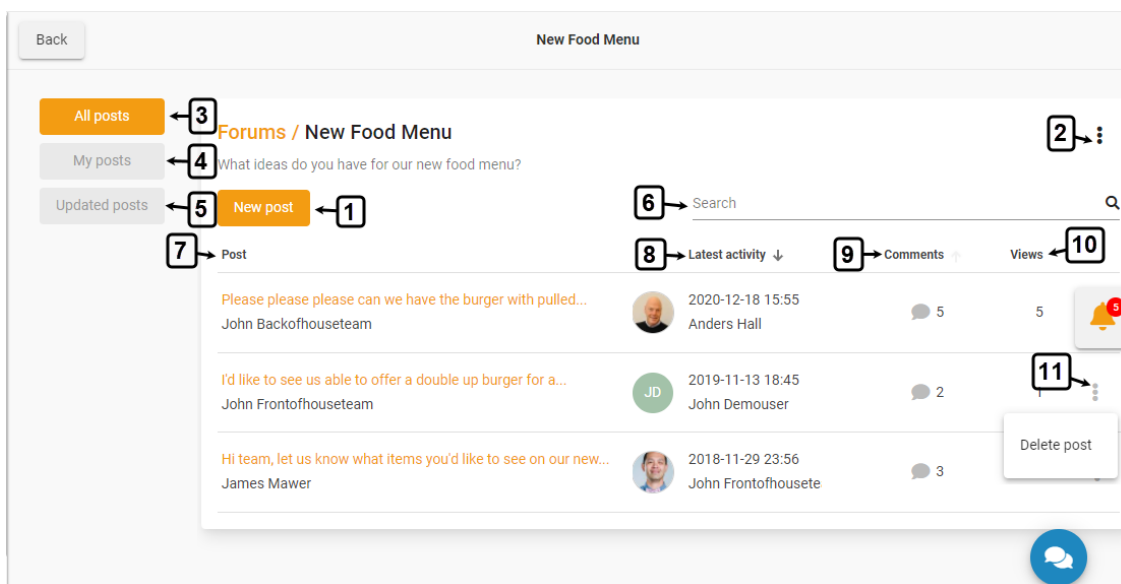 Back
New Food Menu
All posts
3
Forums / New Food Menu
2
My posts
4
What ideas do you have for our new food menu?
Updated posts
5
New post
1
6
Search
7
Post
8
Latest activity
9
Comments
Views
10
Please please please can we have the burger with pulled...
John Backofhouseteam
2020-12-18 15:55
Anders Hall
5
5
5
I'd like to see us able to offer a double up burger for a...
John Frontofhouseteam
JD
2019-11-13 18:45
John Demouser
2
11
Delete post
Hi team, let us know what items you'd like to see on our new...
James Mawer
2018-11-29 23:56
John Frontofhousete
3